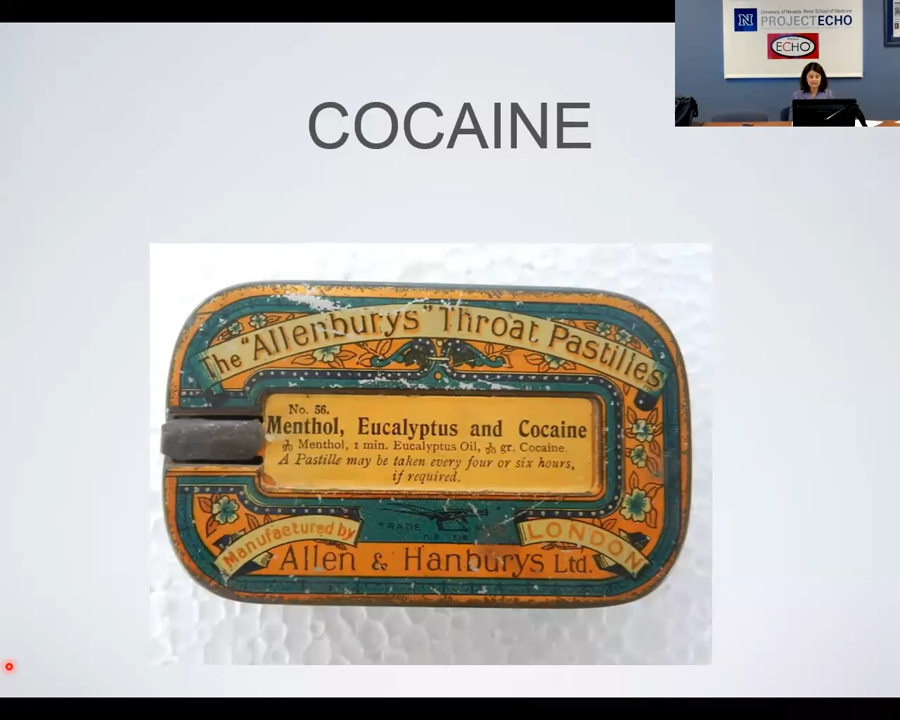 COCAINE
University of Nevada, Reno School of Medicine
N PROJECT ECHO
ECHO
The "Allenburys" Throat Pastilles
No. 56.
Menthol, Eucalyptus and Cocaine
Menthol, 1 min. Eucalyptus Oil, gr. Cocaine.
A Pastille may be taken every four or six hours,
if required.
TRADE
Manufactured by
LONDON
Allen & Hanburys Ltd.